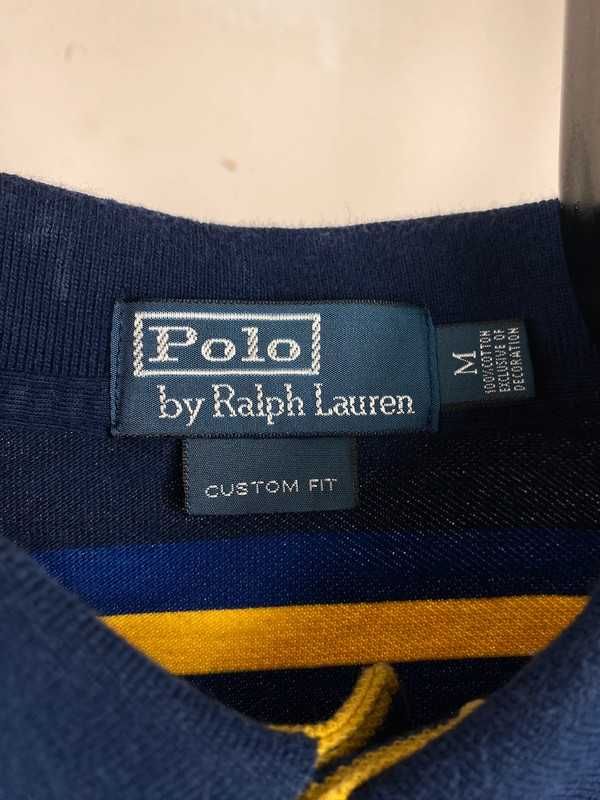 Polo
by Ralph Lauren
M
100% COTTON
EXCLUSIVE OF
DECORATION
CUSTOM FIT